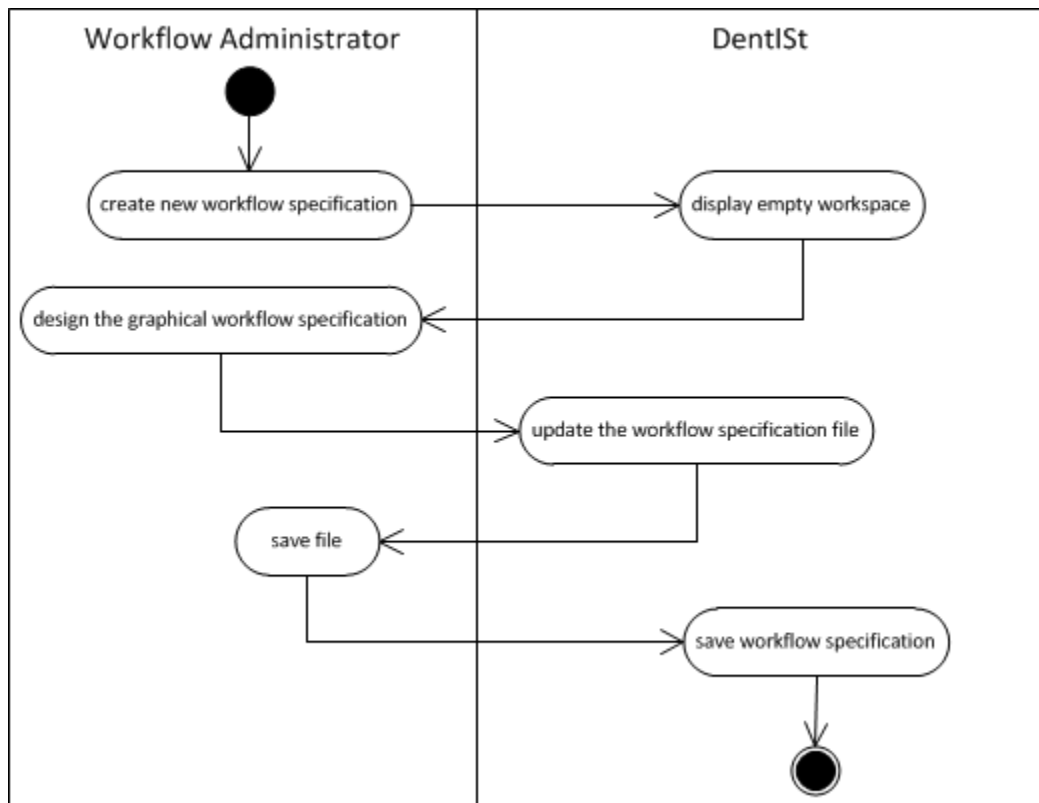 Workflow Administrator
DentISt
create new workflow specification
display empty workspace
design the graphical workflow specification
update the workflow specification file
save file
save workflow specification